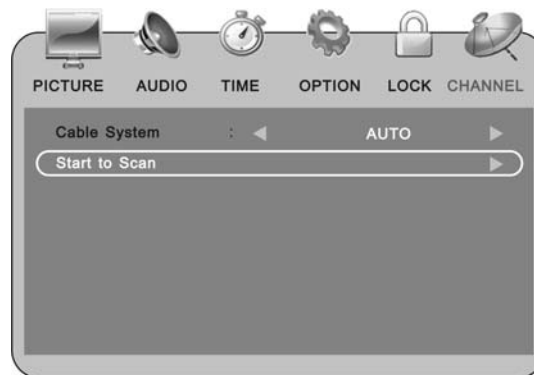 PICTURE AUDIO TIME OPTION LOCK CHANNEL
Cable System : AUTO
Start to Scan